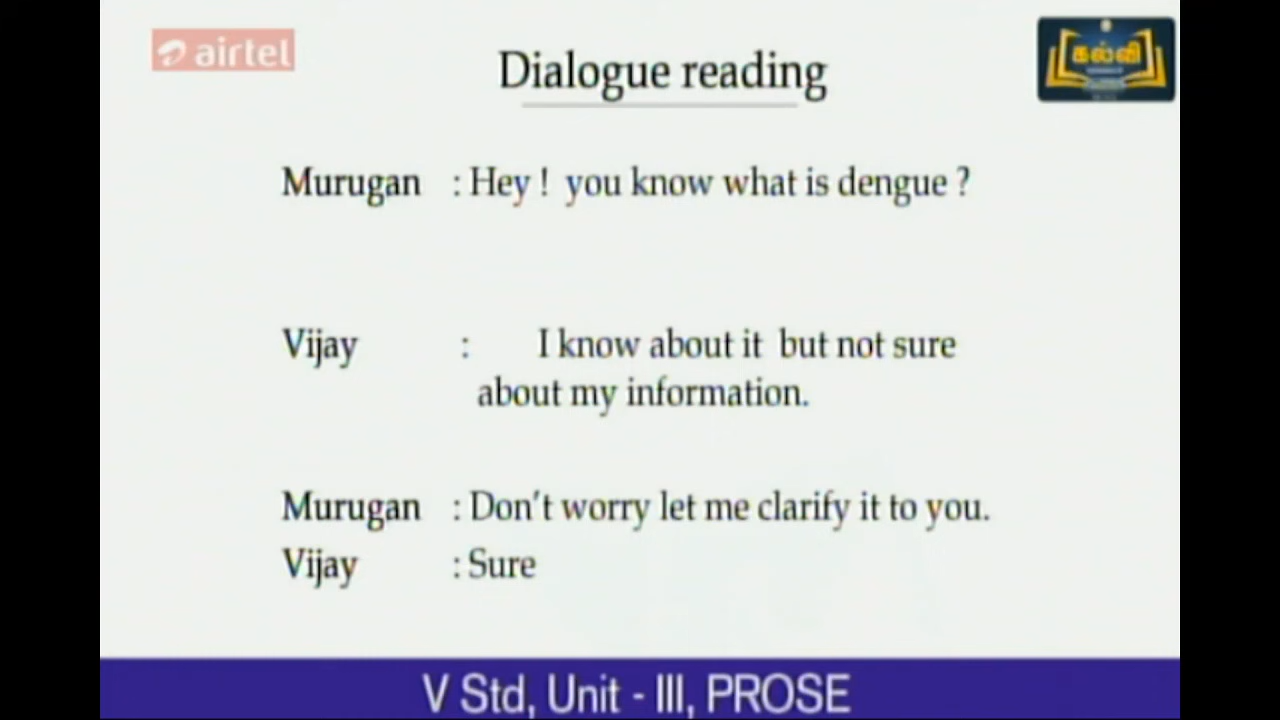 airtel
கல்வி
Dialogue reading
Murugan : Hey ! you know what is dengue ?
Vijay : I know about it but not sure
about my information.
Murugan : Don't worry let me clarify it to you.
Vijay : Sure
V Std, Unit - III, PROSE